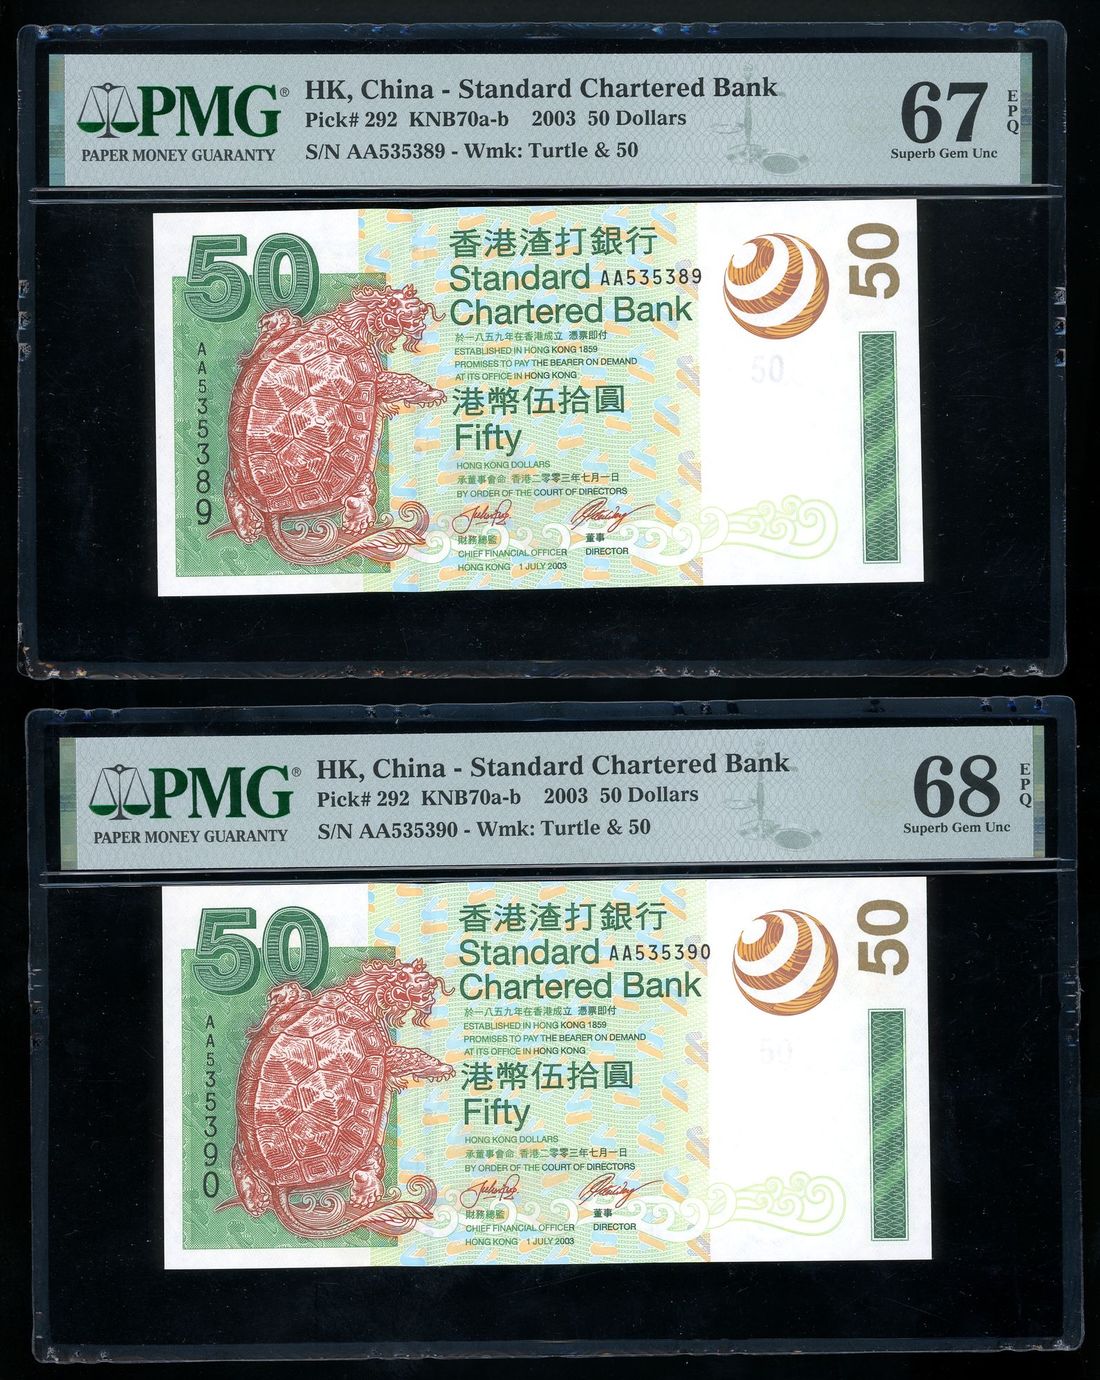 PMG®
PAPER MONEY GUARANTY
HK, China - Standard Chartered Bank
Pick# 292 KNB70a-b 2003 50 Dollars
S/N AA535389 - Wmk: Turtle & 50
67
EPQ
Superb Gem Unc
50
AA535389
香港渣打銀行
Standard AA535389
Chartered Bank
於一八五九年在香港成立 憑票即付
ESTABLISHED IN HONG KONG 1859
PROMISES TO PAY THE BEARER ON DEMAND
AT ITS OFFICE IN HONG KONG
港幣伍拾圓
Fifty
HONG KONG DOLLARS
承董事會命 香港二零零三年七月一日
BY ORDER OF THE COURT OF DIRECTORS
財務總監 董事
CHIEF FINANCIAL OFFICER DIRECTOR
HONG KONG 1 JULY 2003
50
50
PMG®
PAPER MONEY GUARANTY
HK, China - Standard Chartered Bank
Pick# 292 KNB70a-b 2003 50 Dollars
S/N AA535390 - Wmk: Turtle & 50
68
EPQ
Superb Gem Unc
50
AA535390
香港渣打銀行
Standard AA535390
Chartered Bank
於一八五九年在香港成立 憑票即付
ESTABLISHED IN HONG KONG 1859
PROMISES TO PAY THE BEARER ON DEMAND
AT ITS OFFICE IN HONG KONG
港幣伍拾圓
Fifty
HONG KONG DOLLARS
承董事會命 香港二零零三年七月一日
BY ORDER OF THE COURT OF DIRECTORS
財務總監 董事
CHIEF FINANCIAL OFFICER DIRECTOR
HONG KONG 1 JULY 2003
50
50